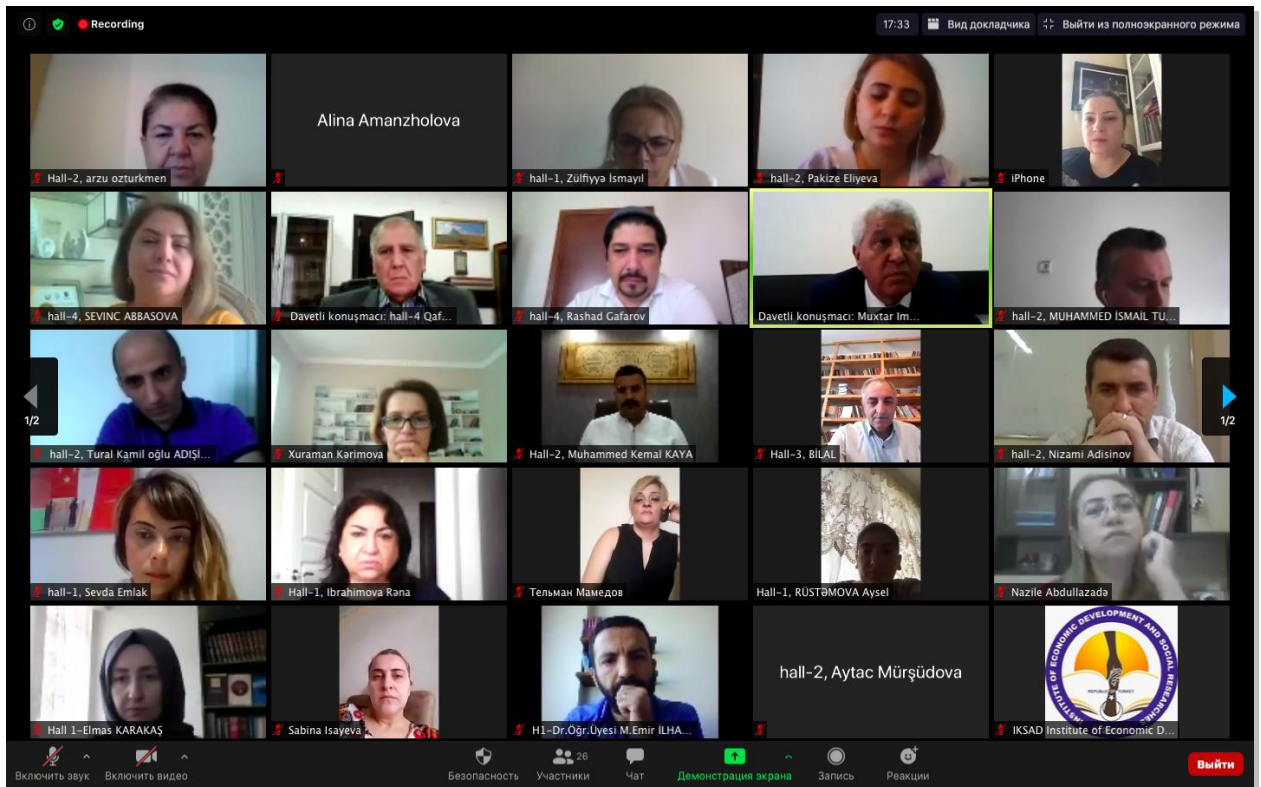 Recording
17:33
Вид докладчика
Выйти из полноэкранного режима
Hall-2, arzu ozturkmen
Alina Amanzholova
hall-1, Zülfiyyə İsmayıl
hall-2, Pakize Eliyeva
iPhone
hall-4, SEVINC ABBASOVA
Davetli konuşmacı: hall-4 Qaf...
hall-4, Rashad Gafarov
Davetli konuşmacı: Muxtar Im...
hall-2, MUHAMMED İSMAİL TU...
1/2
hall-2, Tural Kamil oğlu ADIŞİ...
Xuraman Kərimova
Hall-2, Muhammed Kemal KAYA
Hall-3, BİLAL
hall-2, Nizami Adisinov
1/2
hall-1, Sevda Emlak
Hall-1, Ibrahimova Rəna
Тельман Мамедов
Hall-1, RÜSTƏMOVA Aysel
Nazile Abdullazadə
Hall 1-Elmas KARAKAŞ
Sabina Isayeva
H1-Dr.Öğr.Üyesi M.Emir İLHA...
hall-2, Aytac Mürşüdova
INSTITUTE OF ECONOMIC DEVELOPMENT AND SOCIAL RESEARCHES
IKSAD Institute of Economic D...
Включить звук
Включить видео
Безопасность
26
Участники
Чат
Демонстрация экрана
Запись
Реакции
Выйти